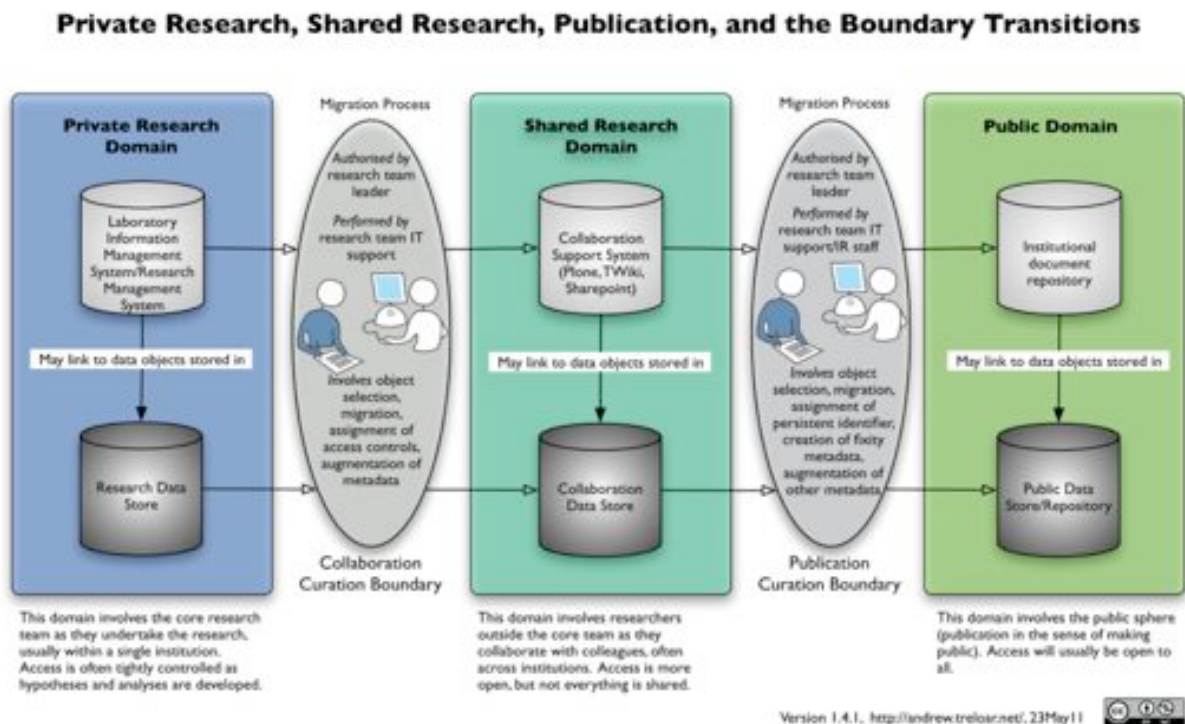 Private Research, Shared Research, Publication, and the Boundary Transitions
Private Research
Domain
Laboratory
Information
Management
System/Research
Management
System
May link to data objects stored in
Research Data
Store
This domain involves the core research
team as they undertake the research,
usually within a single institution.
Access is often tightly controlled as
hypotheses and analyses are developed.
Migration Process
Authorised by
research team
leader
Performed by
research team IT
support
Involves object
selection,
migration,
assignment of
access controls,
augmentation of
metadata
Collaboration
Curation Boundary
Shared Research
Domain
Collaboration
Support System
(Plone, TWiki,
Sharepoint)
May link to data objects stored in
Collaboration
Data Store
This domain involves researchers
outside the core team as they
collaborate with colleagues, often
across institutions. Access is more
open, but not everything is shared.
Migration Process
Authorised by
research team
leader
Performed by
research team IT
support/IR staff
Involves object
selection, migration,
assignment of
persistent identifier,
creation of fixity
metadata,
augmentation of
other metadata
Publication
Curation Boundary
Public Domain
Institutional
document
repository
May link to data objects stored in
Public Data
Store/Repository
This domain involves the public sphere
(publication in the sense of making
public). Access will usually be open to
all.
Version 1.4.1, http://andrew.treloar.net/, 23May11